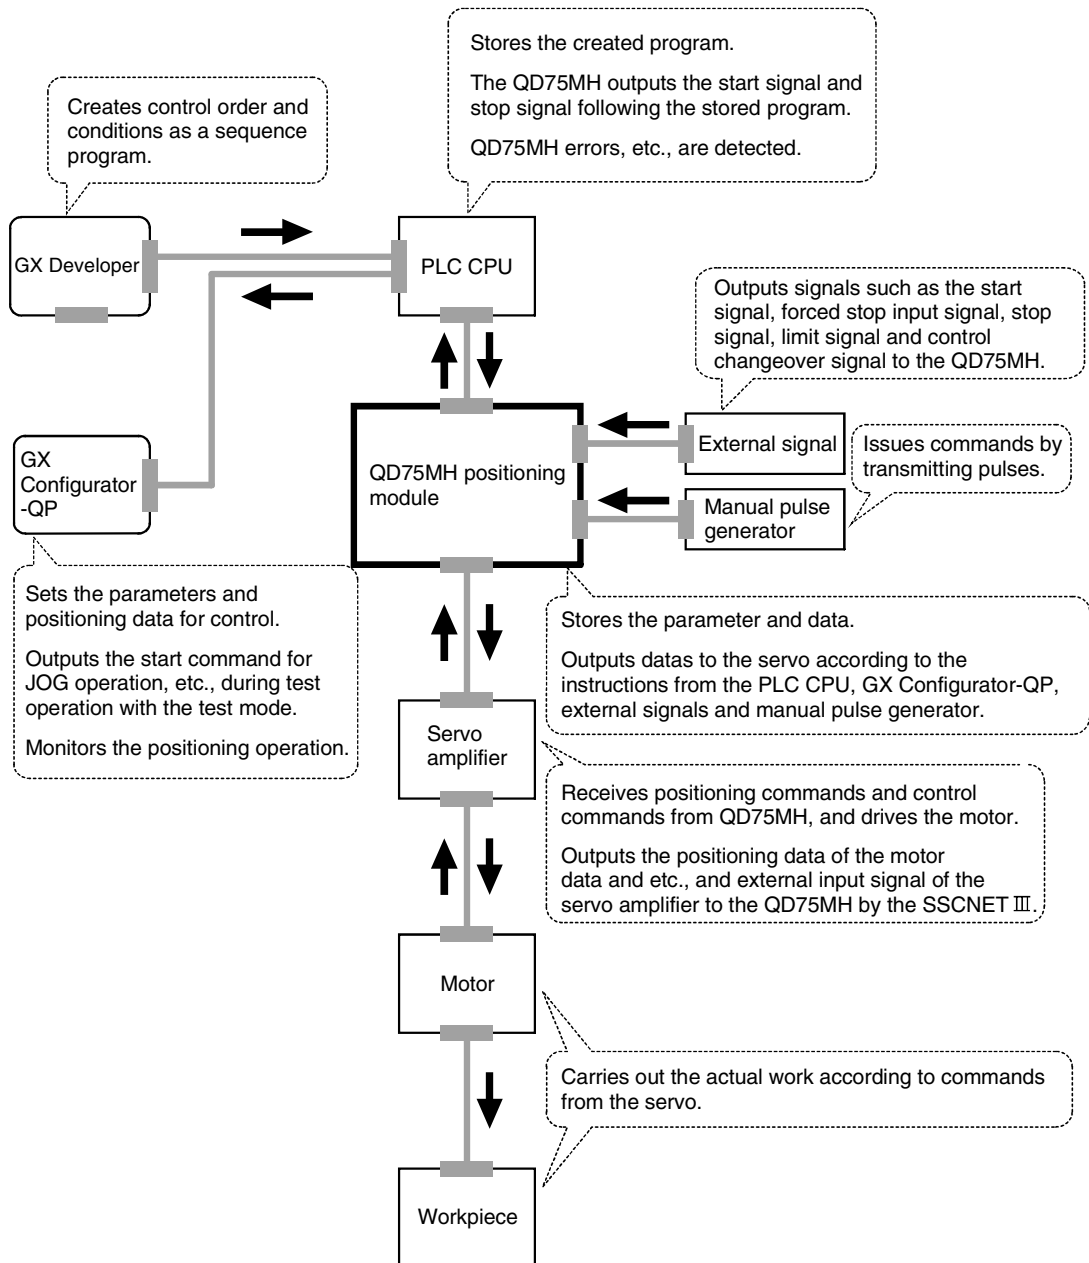 Stores the created program.
The QD75MH outputs the start signal and
stop signal following the stored program.
QD75MH errors, etc., are detected.
Creates control order and
conditions as a sequence
program.
GX Developer
PLC CPU
Outputs signals such as the start
signal, forced stop input signal, stop
signal, limit signal and control
changeover signal to the QD75MH.
GX
Configurator
-QP
QD75MH positioning
module
External signal
Manual pulse
generator
Issues commands by
transmitting pulses.
Sets the parameters and
positioning data for control.
Outputs the start command for
JOG operation, etc., during test
operation with the test mode.
Monitors the positioning operation.
Stores the parameter and data.
Outputs datas to the servo according to the
instructions from the PLC CPU, GX Configurator-QP,
external signals and manual pulse generator.
Servo
amplifier
Receives positioning commands and control
commands from QD75MH, and drives the motor.
Outputs the positioning data of the motor
data and etc., and external input signal of the
servo amplifier to the QD75MH by the SSCNET Ⅲ.
Motor
Carries out the actual work according to commands
from the servo.
Workpiece